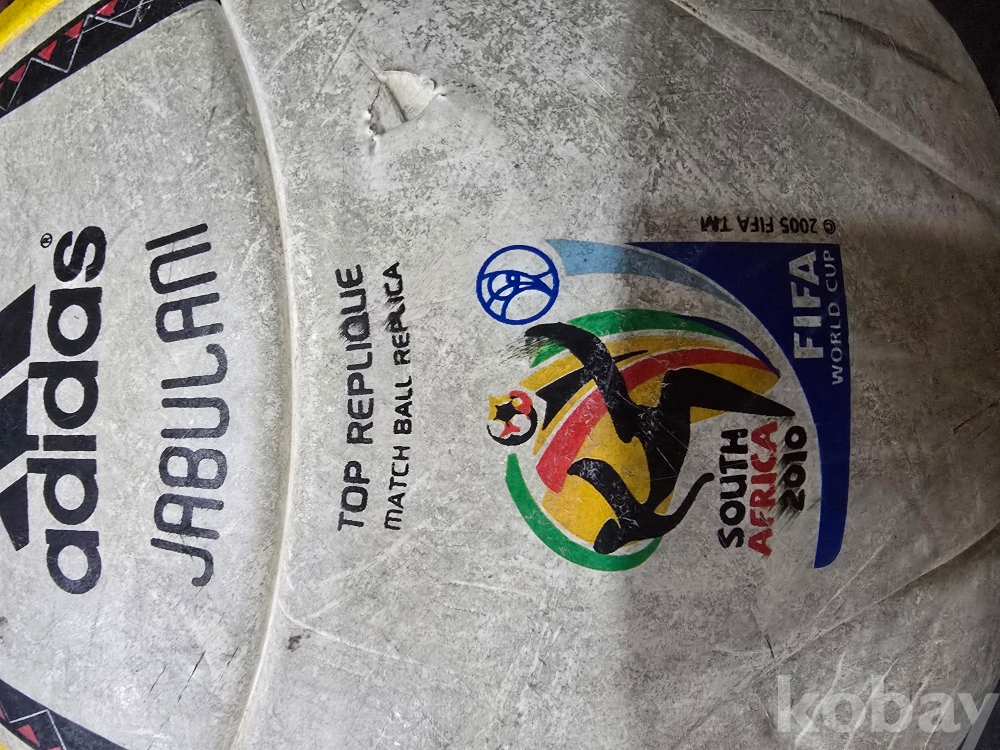 adidas®
JABULANI
TOP REPLIQUE
MATCH BALL REPLICA
SOUTH
AFRICA
2010
© 2005 FIFA TM
FIFA
WORLD CUP
kobay